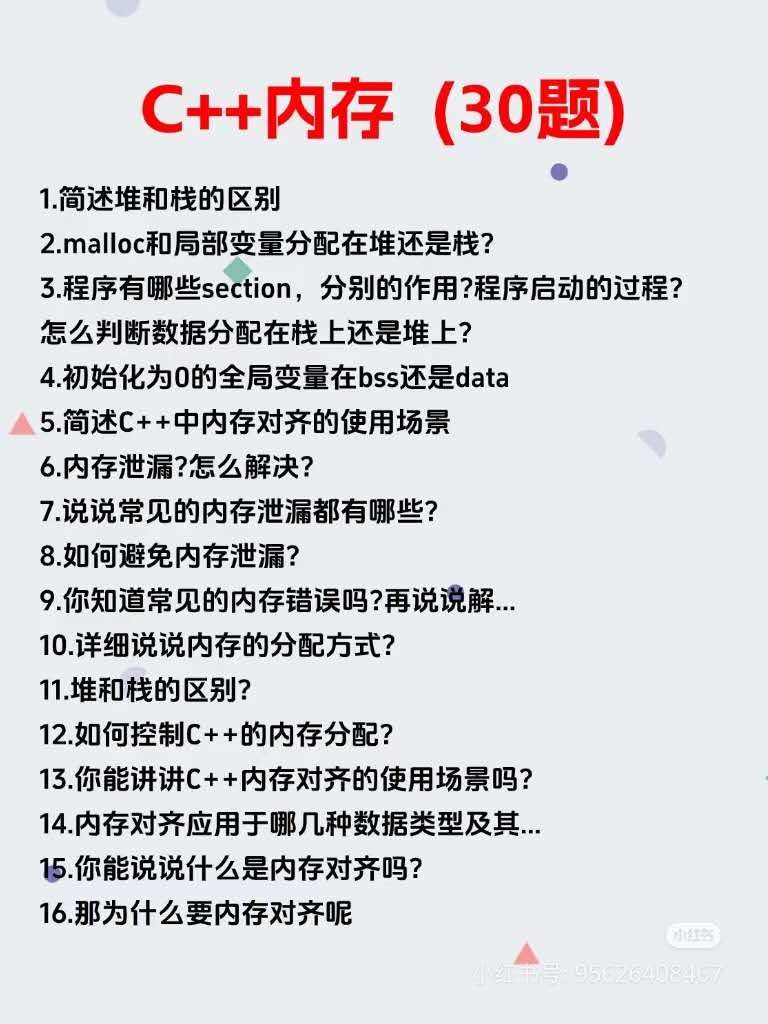 C++内存 (30题)
1.简述堆和栈的区别
2.malloc和局部变量分配在堆还是栈?
3.程序有哪些section，分别的作用?程序启动的过程?
怎么判断数据分配在栈上还是堆上?
4.初始化为0的全局变量在bss还是data
5.简述C++中内存对齐的使用场景
6.内存泄漏?怎么解决?
7.说说常见的内存泄漏都有哪些?
8.如何避免内存泄漏?
9.你知道常见的内存错误吗?再说说解...
10.详细说说内存的分配方式?
11.堆和栈的区别?
12.如何控制C++的内存分配?
13.你能讲讲C++内存对齐的使用场景吗?
14.内存对齐应用于哪几种数据类型及其...
15.你能说说什么是内存对齐吗?
16.那为什么要内存对齐呢
小红书
小红书号: 95626408467